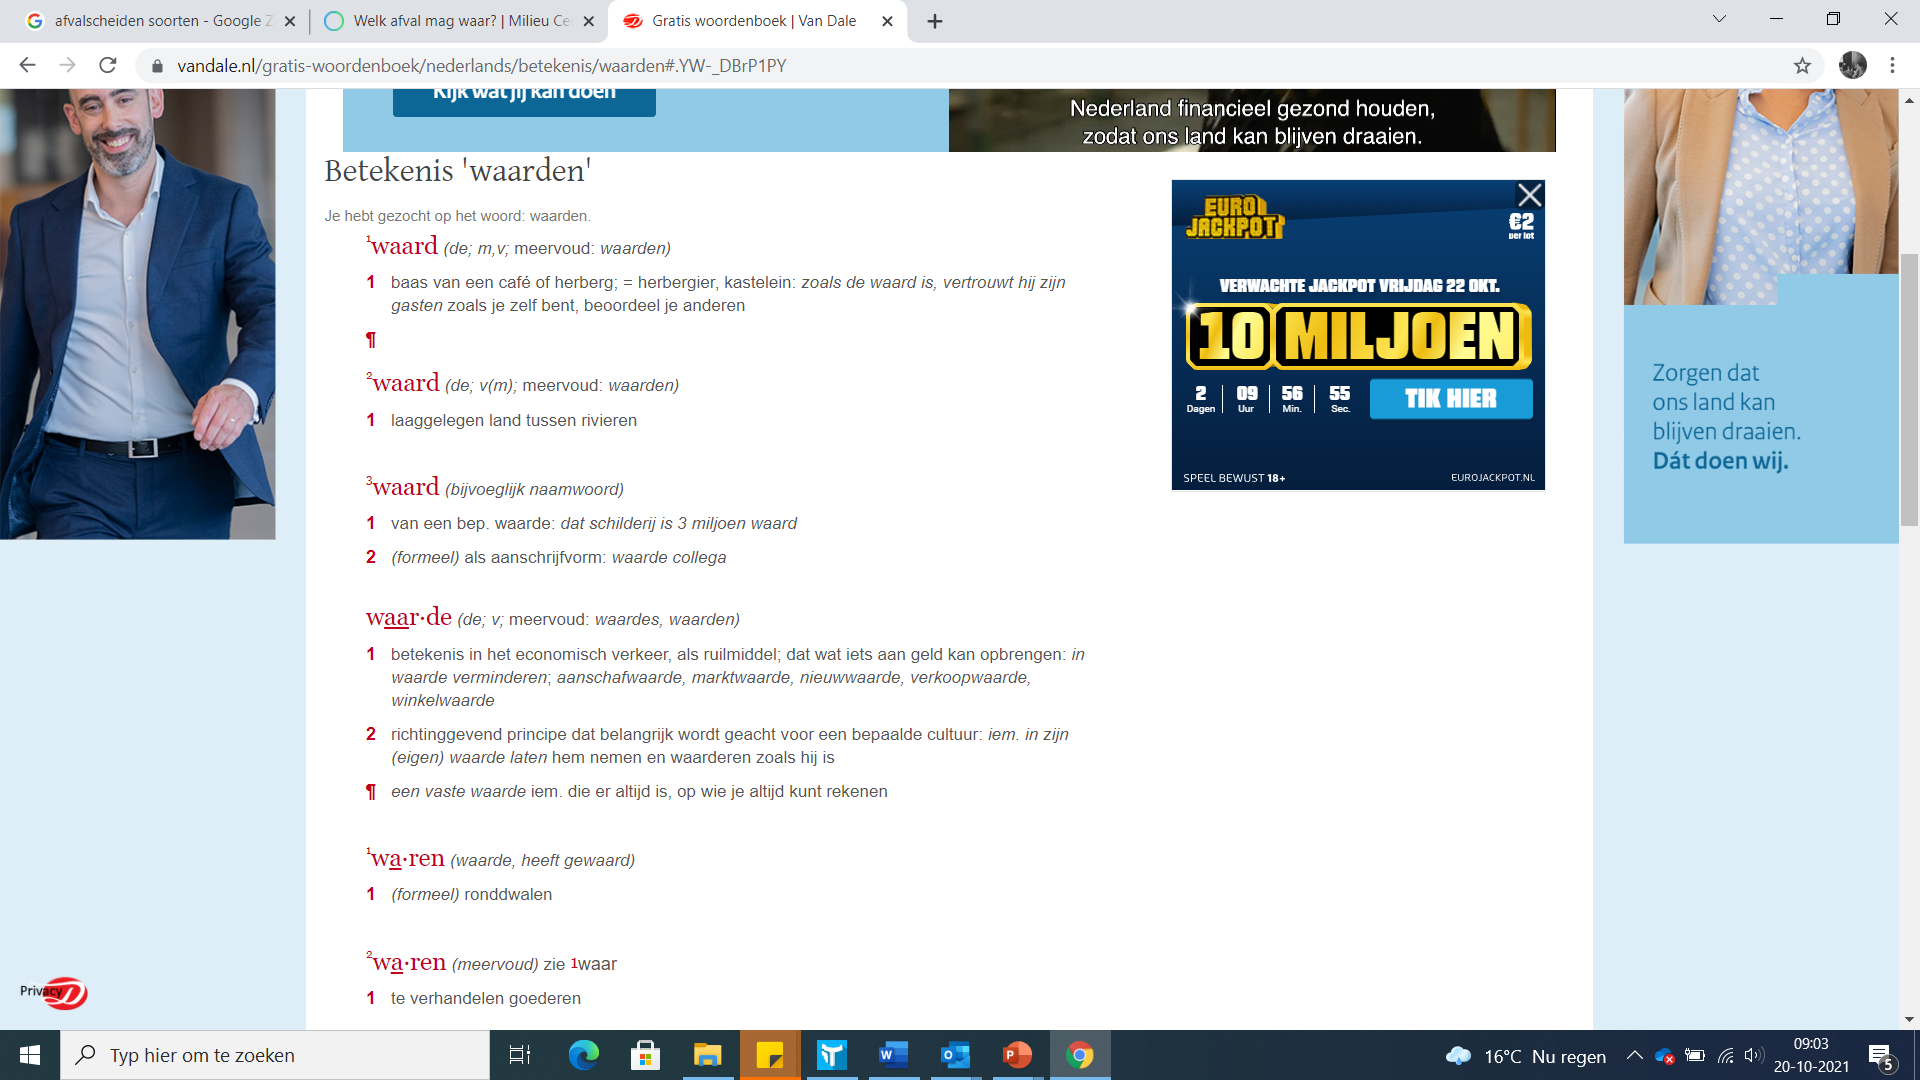 afvalscheiden soorten - Google Z
Welk afval mag waar? | Milieu Ce
Gratis woordenboek | Van Dale
vandale.nl/gratis-woordenboek/nederlands/betekenis/waarden#.YW-_DBrP1PY
Kijk wat jij kan doen
Nederland financieel gezond houden,
zodat ons land kan blijven draaien.
Betekenis 'waarden'
Je hebt gezocht op het woord: waarden.
¹waard (de; m,v; meervoud: waarden)
1 baas van een café of herberg; = herbergier, kastelein: zoals de waard is, vertrouwt hij zijn
gasten zoals je zelf bent, beoordeel je anderen
¶
²waard (de; v(m); meervoud: waarden)
1 laaggelegen land tussen rivieren
³waard (bijvoeglijk naamwoord)
1 van een bep. waarde: dat schilderij is 3 miljoen waard
2 (formeel) als aanschrijfvorm: waarde collega
waar·de (de; v; meervoud: waardes, waarden)
1 betekenis in het economisch verkeer, als ruilmiddel; dat wat iets aan geld kan opbrengen: in
waarde verminderen; aanschafwaarde, marktwaarde, nieuwwaarde, verkoopwaarde,
winkelwaarde
2 richtinggevend principe dat belangrijk wordt geacht voor een bepaalde cultuur: iem. in zijn
(eigen) waarde laten hem nemen en waarderen zoals hij is
¶ een vaste waarde iem. die er altijd is, op wie je altijd kunt rekenen
¹wa·ren (waarde, heeft gewaard)
1 (formeel) ronddwalen
²wa·ren (meervoud) zie 1waar
1 te verhandelen goederen
EURO
JACKPOT
€2
per lot
VERWACHTE JACKPOT VRIJDAG 22 OKT.
10 MILJOEN
2 09 56 55
Dagen Uur Min. Sec.
TIK HIER
SPEEL BEWUST 18+
EUROJACKPOT.NL
Zorgen dat
ons land kan
blijven draaien.
Dát doen wij.
Privacy
Typ hier om te zoeken
16°C Nu regen
09:03
20-10-2021
5